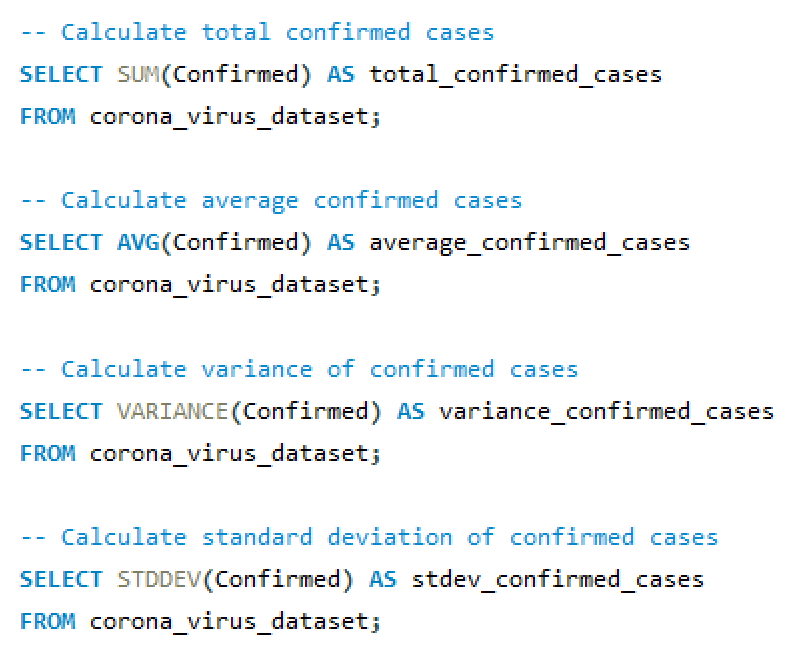 -- Calculate total confirmed cases
SELECT SUM(Confirmed) AS total_confirmed_cases
FROM corona_virus_dataset;
-- Calculate average confirmed cases
SELECT AVG(Confirmed) AS average_confirmed_cases
FROM corona_virus_dataset;
-- Calculate variance of confirmed cases
SELECT VARIANCE(Confirmed) AS variance_confirmed_cases
FROM corona_virus_dataset;
-- Calculate standard deviation of confirmed cases
SELECT STDDEV(Confirmed) AS stdev_confirmed_cases
FROM corona_virus_dataset;